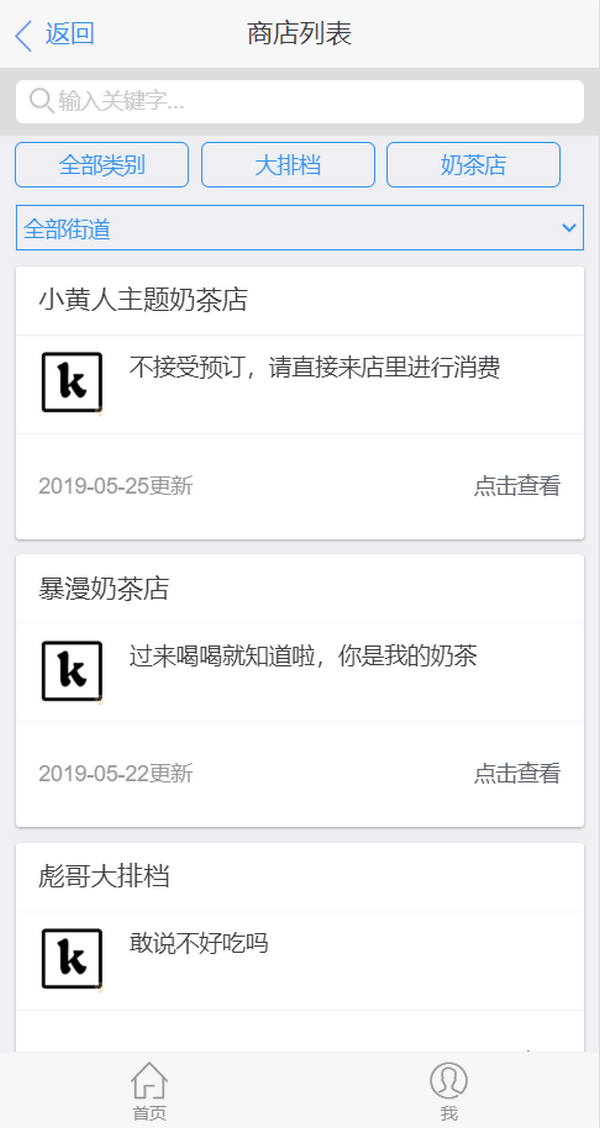 返回
商店列表
输入关键字...
全部类别
大排档
奶茶店
全部街道
小黄人主题奶茶店
k
不接受预订，请直接来店里进行消费
2019-05-25更新
点击查看
暴漫奶茶店
k
过来喝喝就知道啦，你是我的奶茶
2019-05-22更新
点击查看
彪哥大排档
k
敢说不好吃吗
首页
我